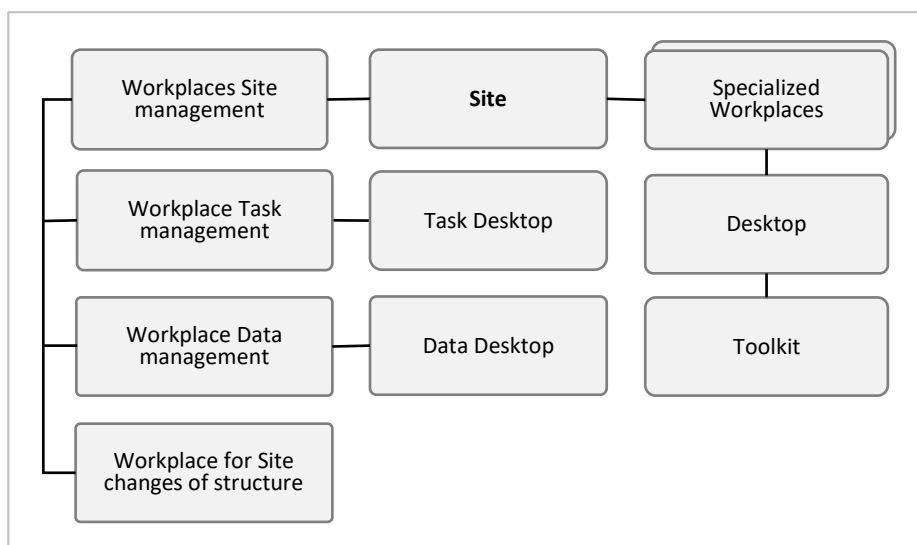 Workplaces Site
management
Site
Specialized
Workplaces
Workplace Task
management
Task Desktop
Desktop
Workplace Data
management
Data Desktop
Toolkit
Workplace for Site
changes of structure